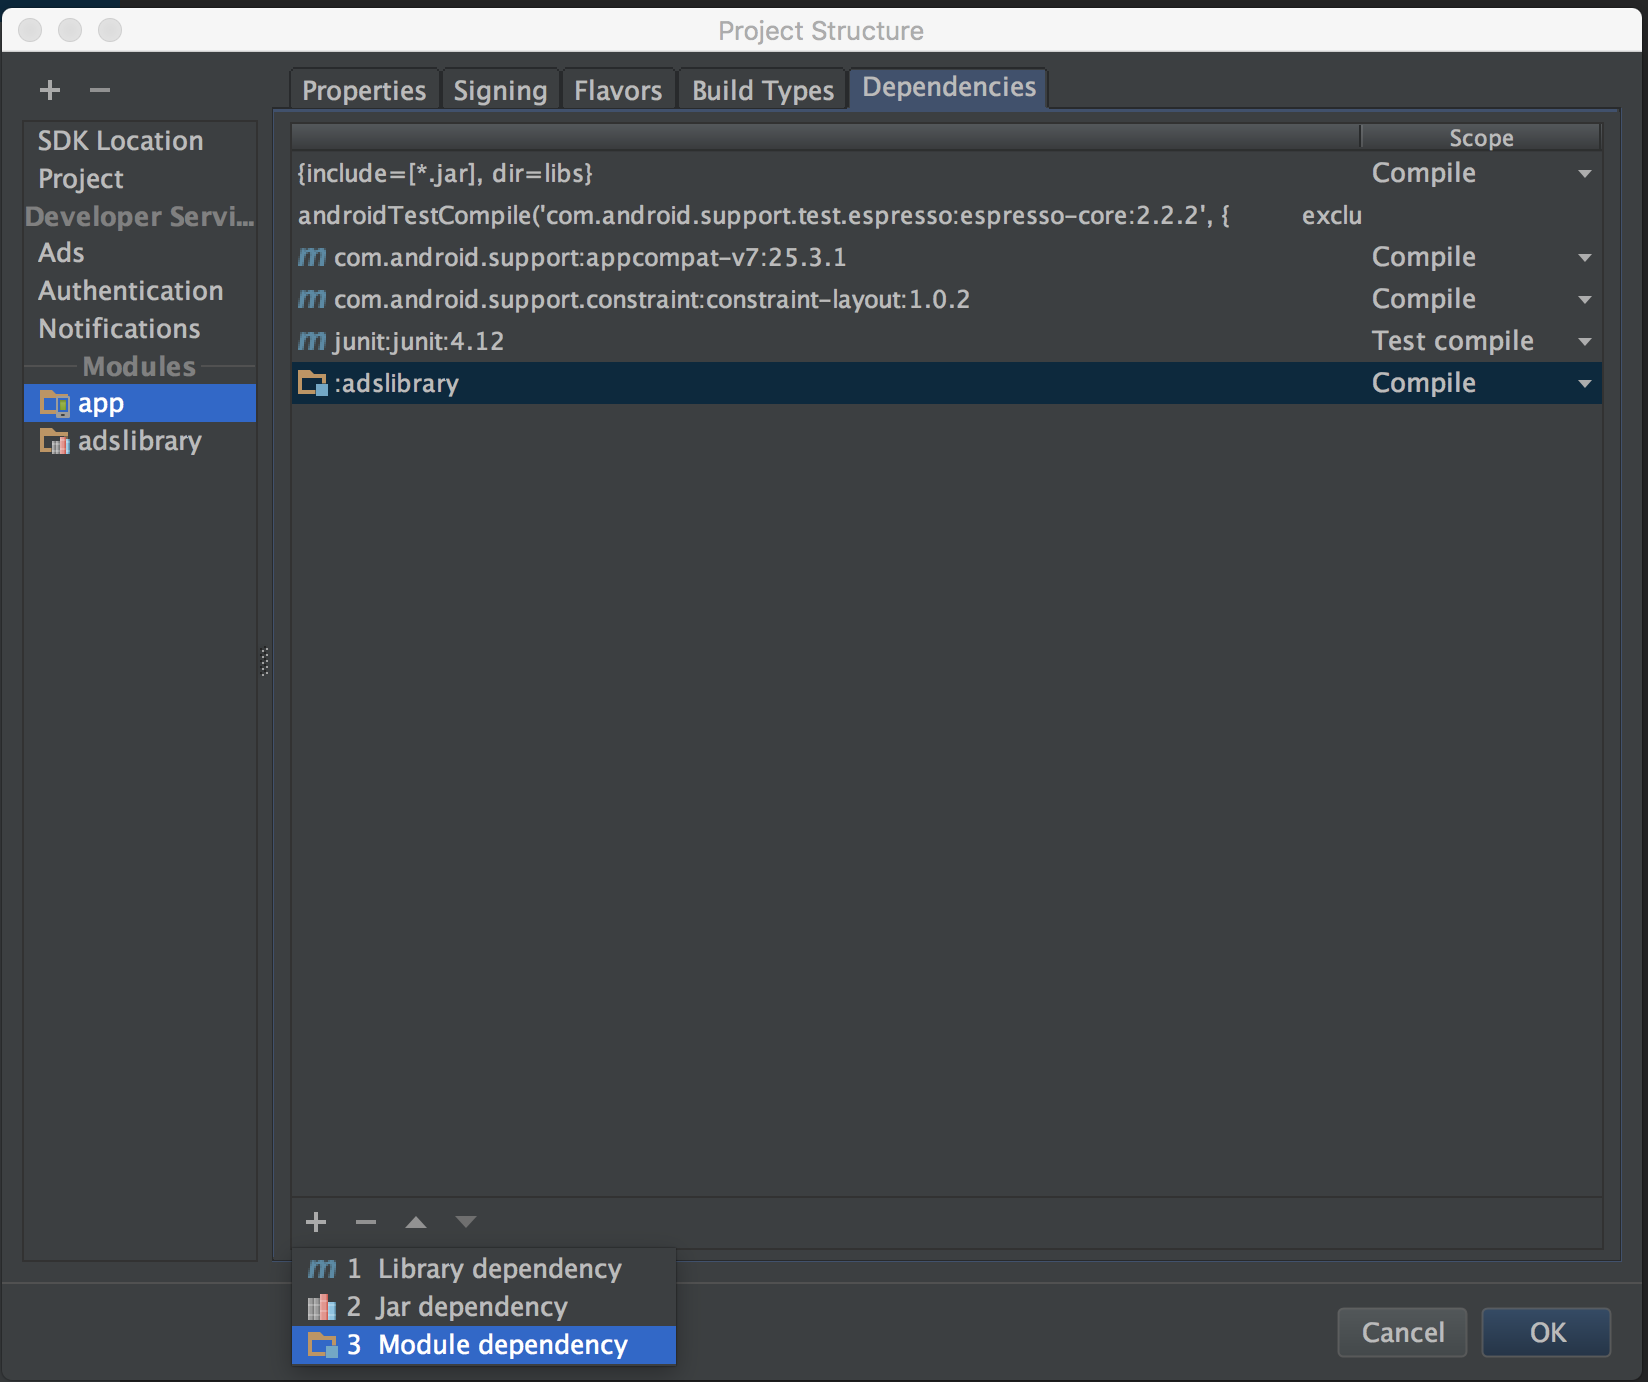 Project Structure
Properties Signing Flavors Build Types Dependencies
SDK Location
Project
Developer Servi...
Ads
Authentication
Notifications
Modules
app
adslibrary
Scope
{include=[*.jar], dir=libs} Compile
androidTestCompile('com.android.support.test.espresso:espresso-core:2.2.2', { exclu
m com.android.support:appcompat-v7:25.3.1 Compile
m com.android.support.constraint:constraint-layout:1.0.2 Compile
m junit:junit:4.12 Test compile
:adslibrary Compile
m 1 Library dependency
2 Jar dependency
3 Module dependency
Cancel OK